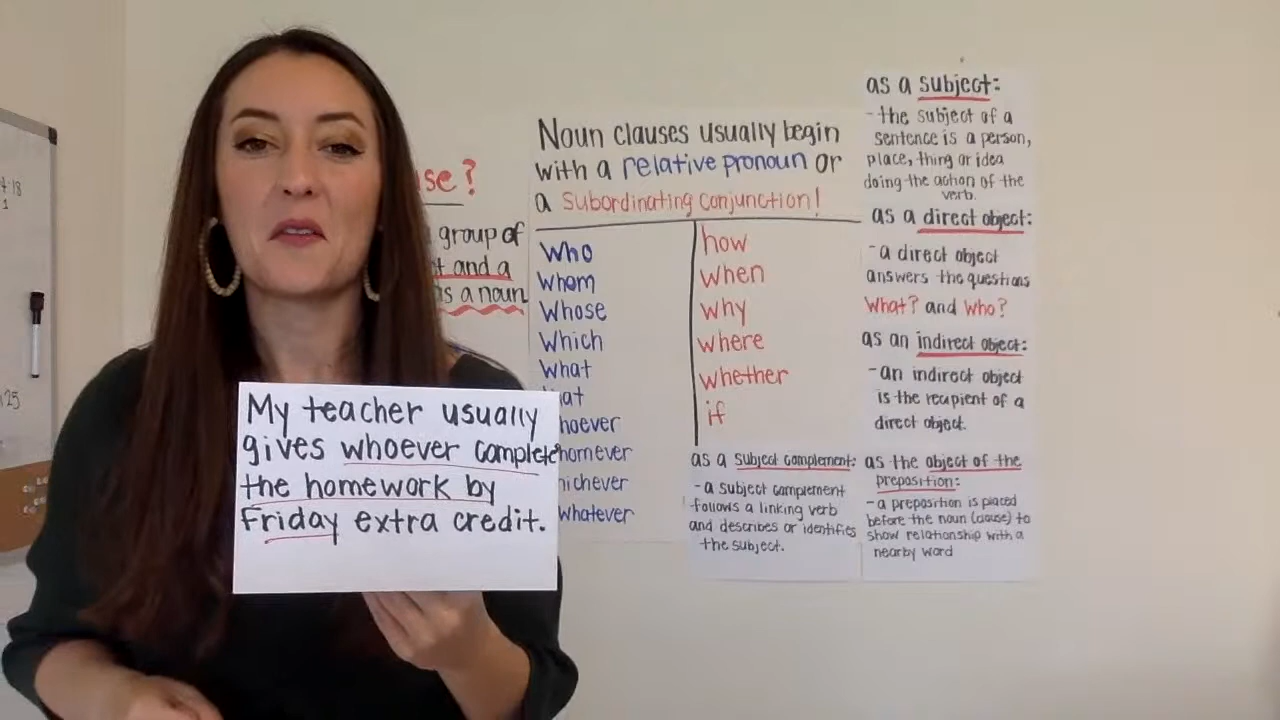 My teacher usually
gives whoever completes
the homework by
Friday extra credit.
use?
group of
t and a
as a noun
Noun clauses usually begin
with a relative pronoun or
a subordinating conjunction!
Who
Whom
Whose
Which
What
hat
hoever
homever
hichever
whatever
how
when
why
where
whether
if
as a subject complement:
- a subject complement
follows a linking verb
and describes or identifies
the subject.
as a subject:
- the subject of a
sentence is a person,
place, thing or idea
doing the action of the
verb.
as a direct object:
- a direct object
answers the questions
What? and Who?
as an indirect object:
- an indirect object
is the recipient of a
direct object.
as the object of the
preposition:
- a preposition is placed
before the noun (clause) to
show relationship with a
nearby word